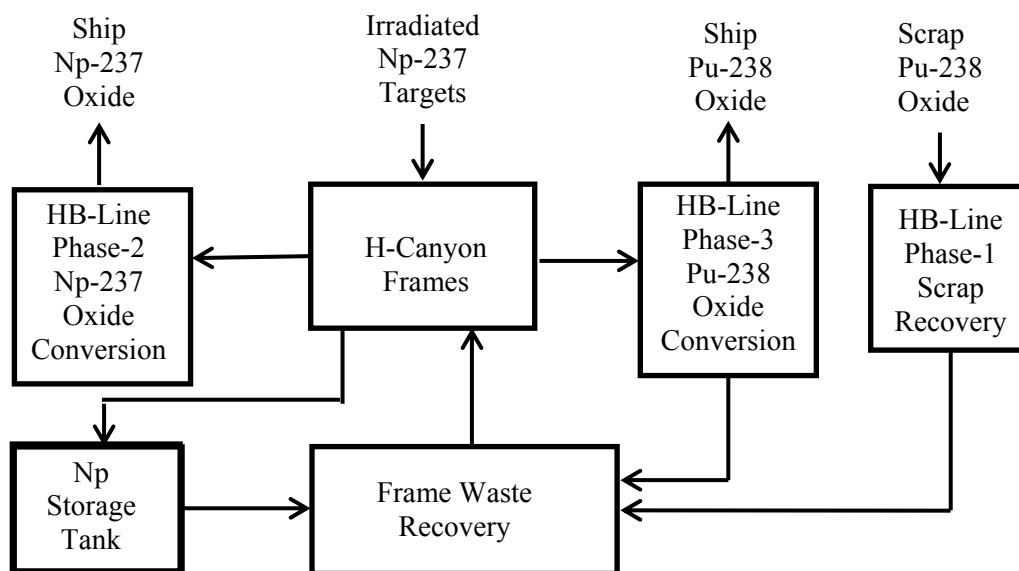 Ship
Np-237
Oxide
Irradiated
Np-237
Targets
Ship
Pu-238
Oxide
Scrap
Pu-238
Oxide
HB-Line
Phase-2
Np-237
Oxide
Conversion
H-Canyon
Frames
HB-Line
Phase-3
Pu-238
Oxide
Conversion
HB-Line
Phase-1
Scrap
Recovery
Np
Storage
Tank
Frame Waste
Recovery